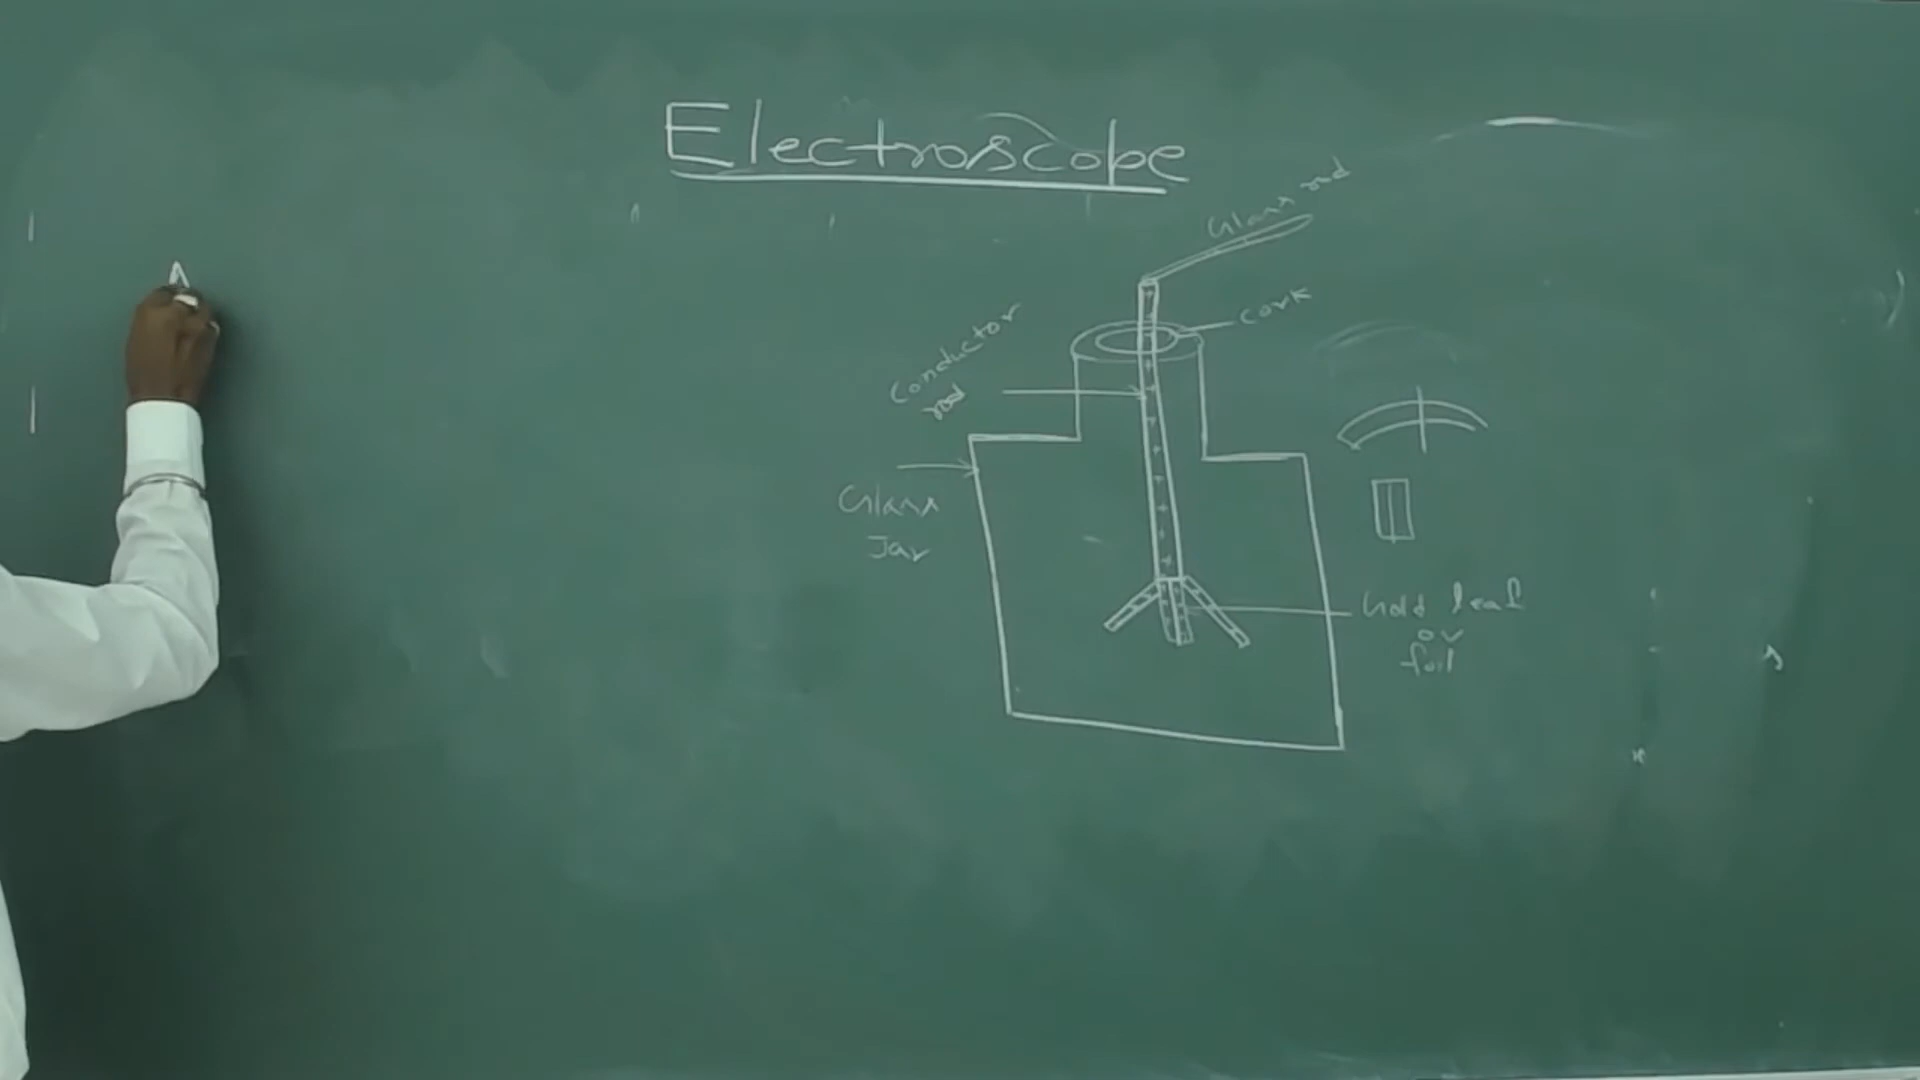 Electroscope
Glass rod
Cork
Conductor
rod
Glass
Jar
Gold leaf
or
foil